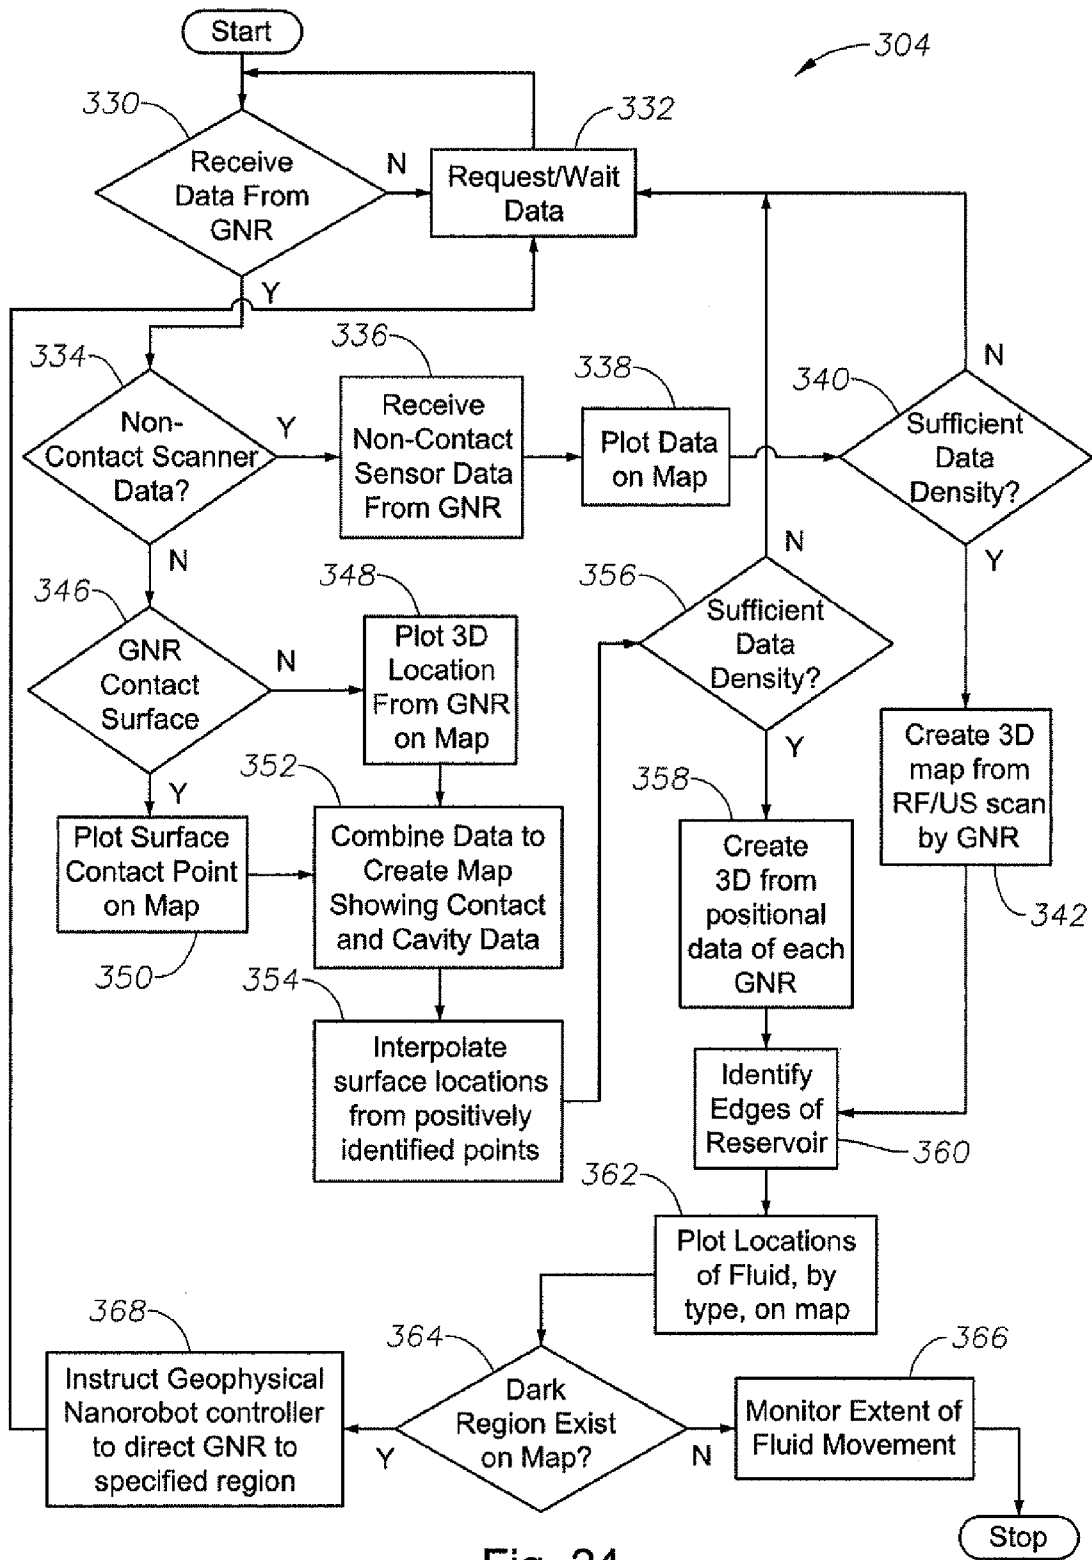 Start
304
330
332
Receive
Data From
GNR
N
Request/Wait
Data
Y
334
336
338
340
N
Non-
Contact Scanner
Data?
Y
Receive
Non-Contact
Sensor Data
From GNR
Plot Data
on Map
Sufficient
Data
Density?
N
Y
346
348
356
N
GNR
Contact
Surface
N
Plot 3D
Location
From GNR
on Map
Sufficient
Data
Density?
Y
Y
352
358
Create 3D
map from
RF/US scan
by GNR
342
Plot Surface
Contact Point
on Map
350
Combine Data to
Create Map
Showing Contact
and Cavity Data
Create
3D from
positional
data of each
GNR
354
Interpolate
surface locations
from positively
identified points
Identify
Edges of
Reservoir
360
362
Plot Locations
of Fluid, by
type, on map
368
364
366
Instruct Geophysical
Nanorobot controller
to direct GNR to
specified region
Y
Dark
Region Exist
on Map?
N
Monitor Extent of
Fluid Movement
Stop